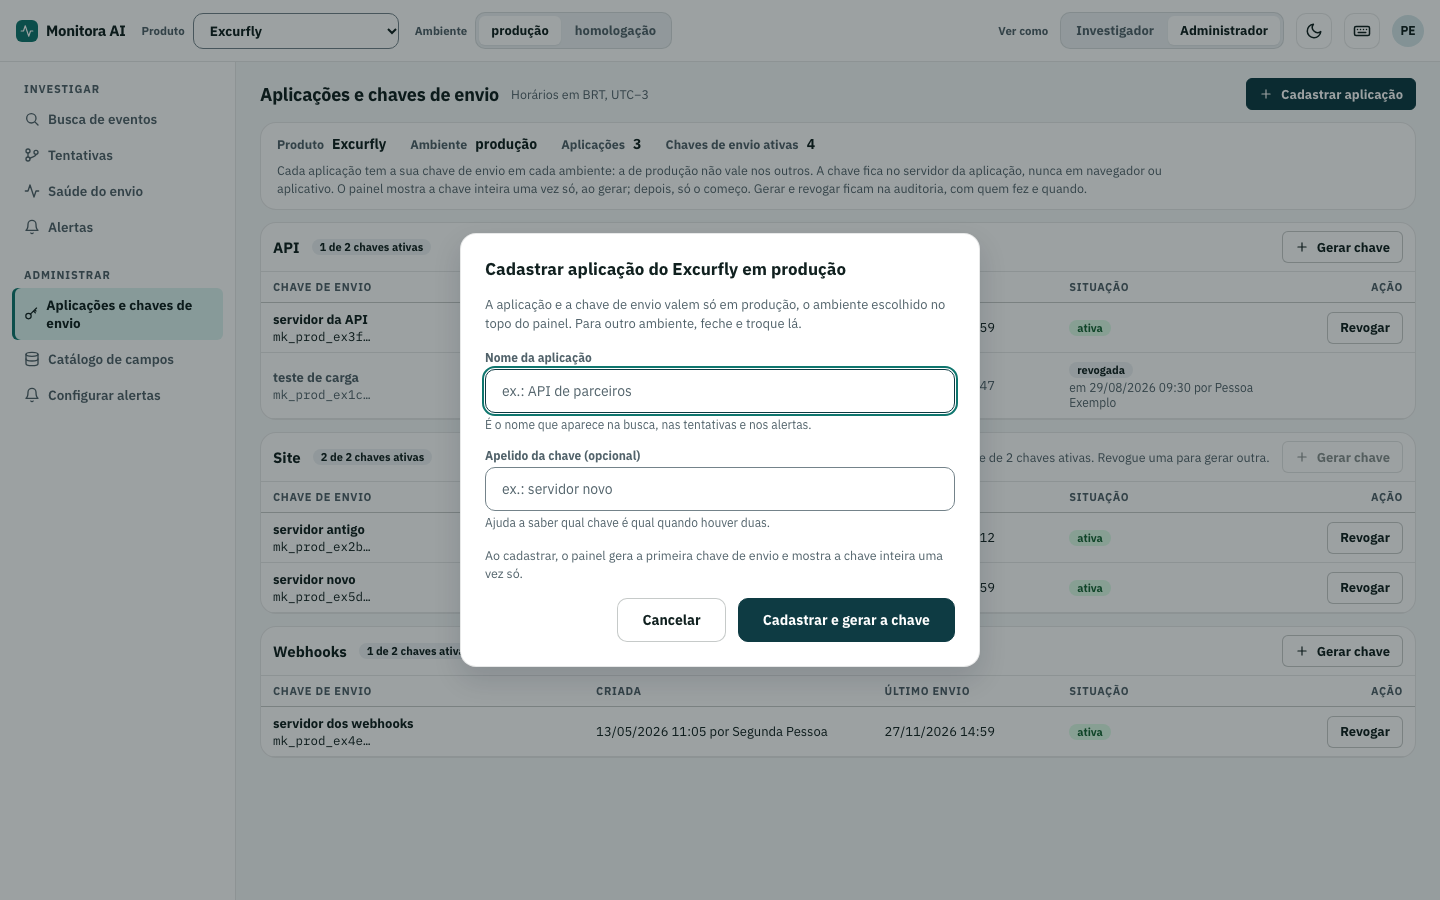 Monitora AI
Produto
Excurfly
Ambiente
produção
homologação
Ver como
Investigador
Administrador
PE
INVESTIGAR
Busca de eventos
Tentativas
Saúde do envio
Alertas
ADMINISTRAR
Aplicações e chaves de
envio
Catálogo de campos
Configurar alertas
Aplicações e chaves de envio
Horários em BRT, UTC−3
Cadastrar aplicação
Produto Excurfly Ambiente produção Aplicações 3 Chaves de envio ativas 4
Cada aplicação tem a sua chave de envio em cada ambiente: a de produção não vale nos outros. A chave fica no servidor da aplicação, nunca em navegador ou
aplicativo. O painel mostra a chave inteira uma vez só, ao gerar; depois, só o começo. Gerar e revogar ficam na auditoria, com quem fez e quando.
API
1 de 2 chaves ativas
Gerar chave
CHAVE DE ENVIO
SITUAÇÃO
AÇÃO
servidor da API
mk_prod_ex3f…
59
ativa
Revogar
teste de carga
mk_prod_ex1c…
47
revogada
em 29/08/2026 09:30 por Pessoa
Exemplo
Site
2 de 2 chaves ativas
e de 2 chaves ativas. Revogue uma para gerar outra.
Gerar chave
CHAVE DE ENVIO
SITUAÇÃO
AÇÃO
servidor antigo
mk_prod_ex2b…
12
ativa
Revogar
servidor novo
mk_prod_ex5d…
59
ativa
Revogar
Webhooks
1 de 2 chaves ativa
Gerar chave
CHAVE DE ENVIO
CRIADA
ÚLTIMO ENVIO
SITUAÇÃO
AÇÃO
servidor dos webhooks
mk_prod_ex4e…
13/05/2026 11:05 por Segunda Pessoa
27/11/2026 14:59
ativa
Revogar
Cadastrar aplicação do Excurfly em produção
A aplicação e a chave de envio valem só em produção, o ambiente escolhido no
topo do painel. Para outro ambiente, feche e troque lá.
Nome da aplicação
ex.: API de parceiros
É o nome que aparece na busca, nas tentativas e nos alertas.
Apelido da chave (opcional)
ex.: servidor novo
Ajuda a saber qual chave é qual quando houver duas.
Ao cadastrar, o painel gera a primeira chave de envio e mostra a chave inteira uma
vez só.
Cancelar
Cadastrar e gerar a chave